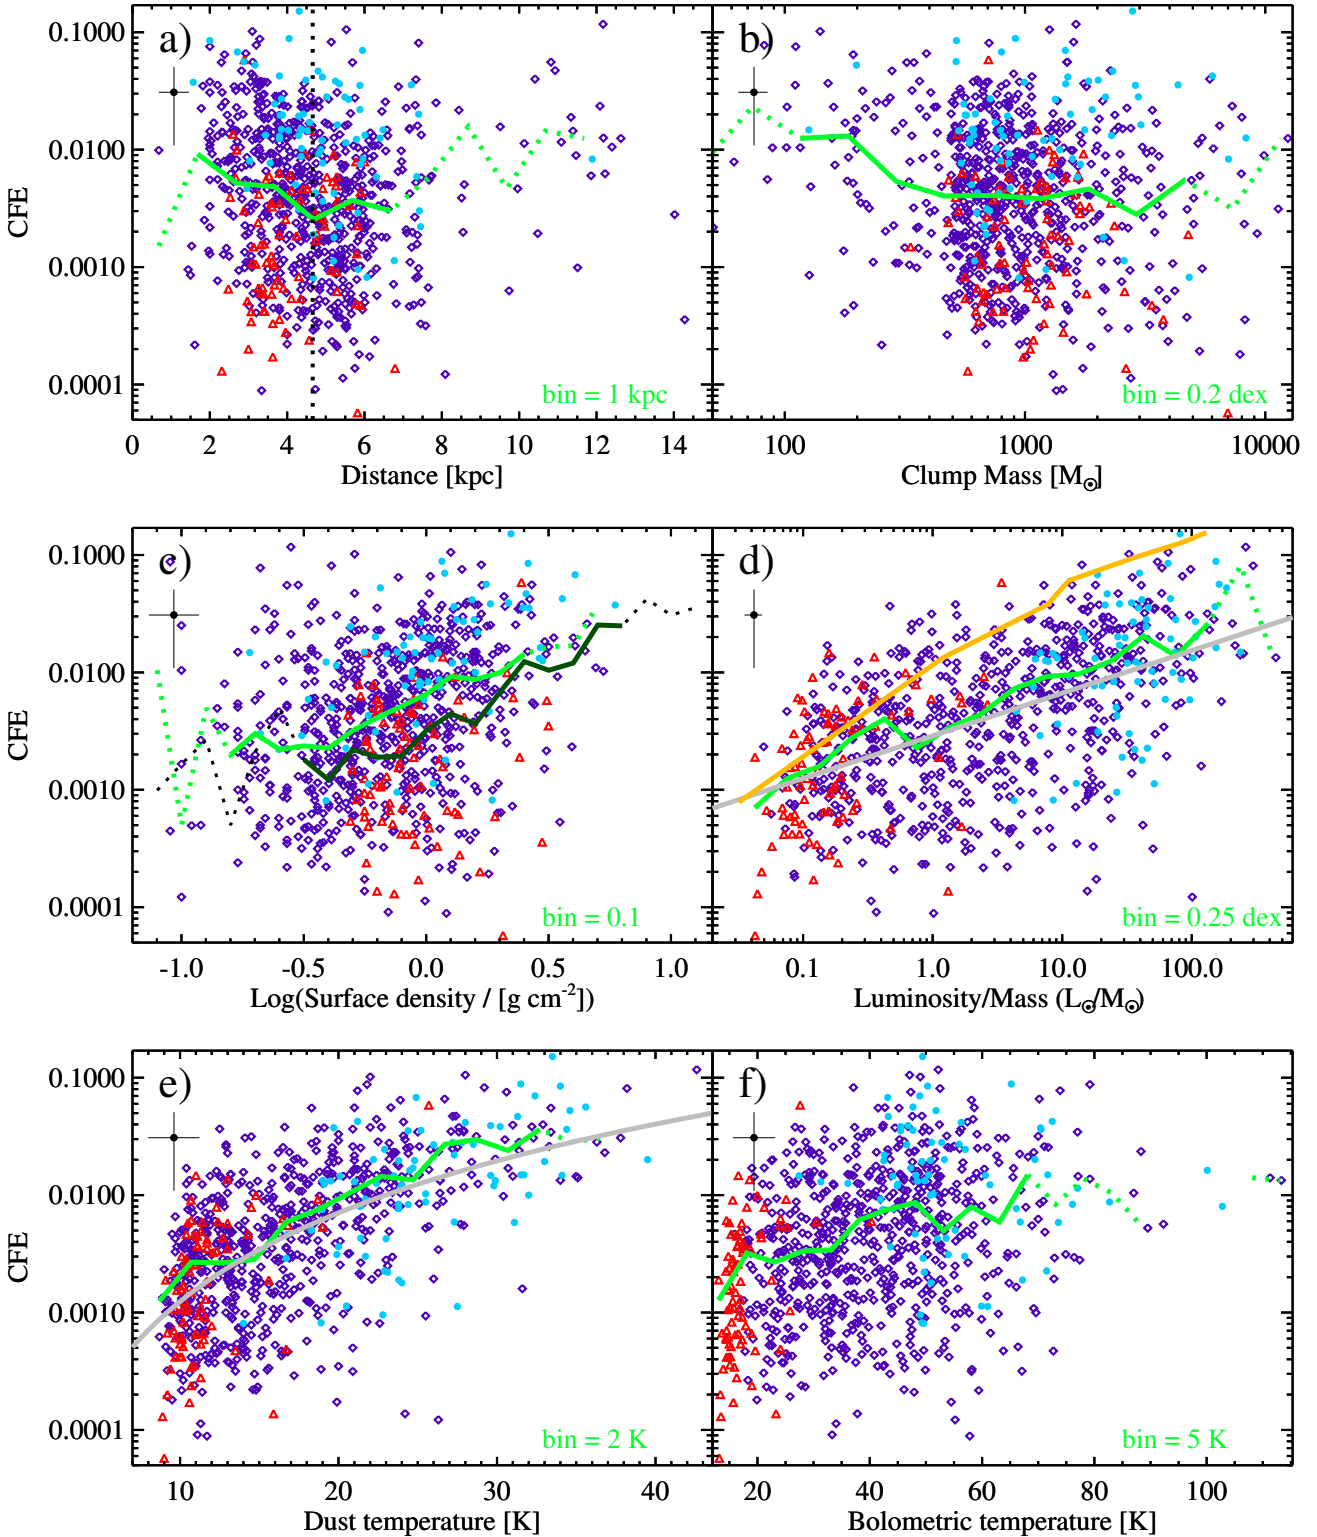 a)
b)
0.1000
0.0100
0.0010
0.0001
CFE
bin = 1 kpc
bin = 0.2 dex
0 2 4 6 8 10 12 14
100 1000 10000
Distance [kpc]
Clump Mass [M⊙]
c)
d)
0.1000
0.0100
0.0010
0.0001
CFE
bin = 0.1
bin = 0.25 dex
-1.0 -0.5 0.0 0.5 1.0
0.1 1.0 10.0 100.0
Log(Surface density / [g cm⁻²])
Luminosity/Mass (L⊙/M⊙)
e)
f)
0.1000
0.0100
0.0010
0.0001
CFE
bin = 2 K
bin = 5 K
10 20 30 40
20 40 60 80 100
Dust temperature [K]
Bolometric temperature [K]